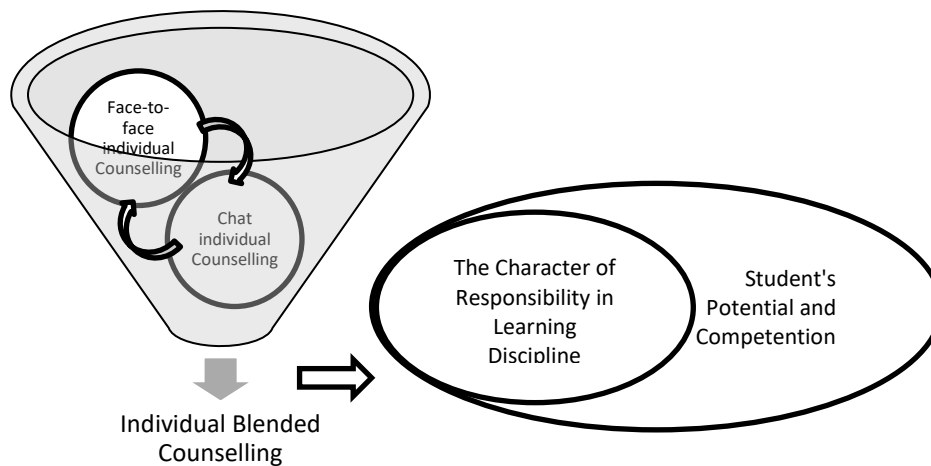 Face-to-
face
individual
Counselling
Chat
individual
Counselling
Individual Blended
Counselling
The Character of
Responsibility in
Learning
Discipline
Student's
Potential and
Competention